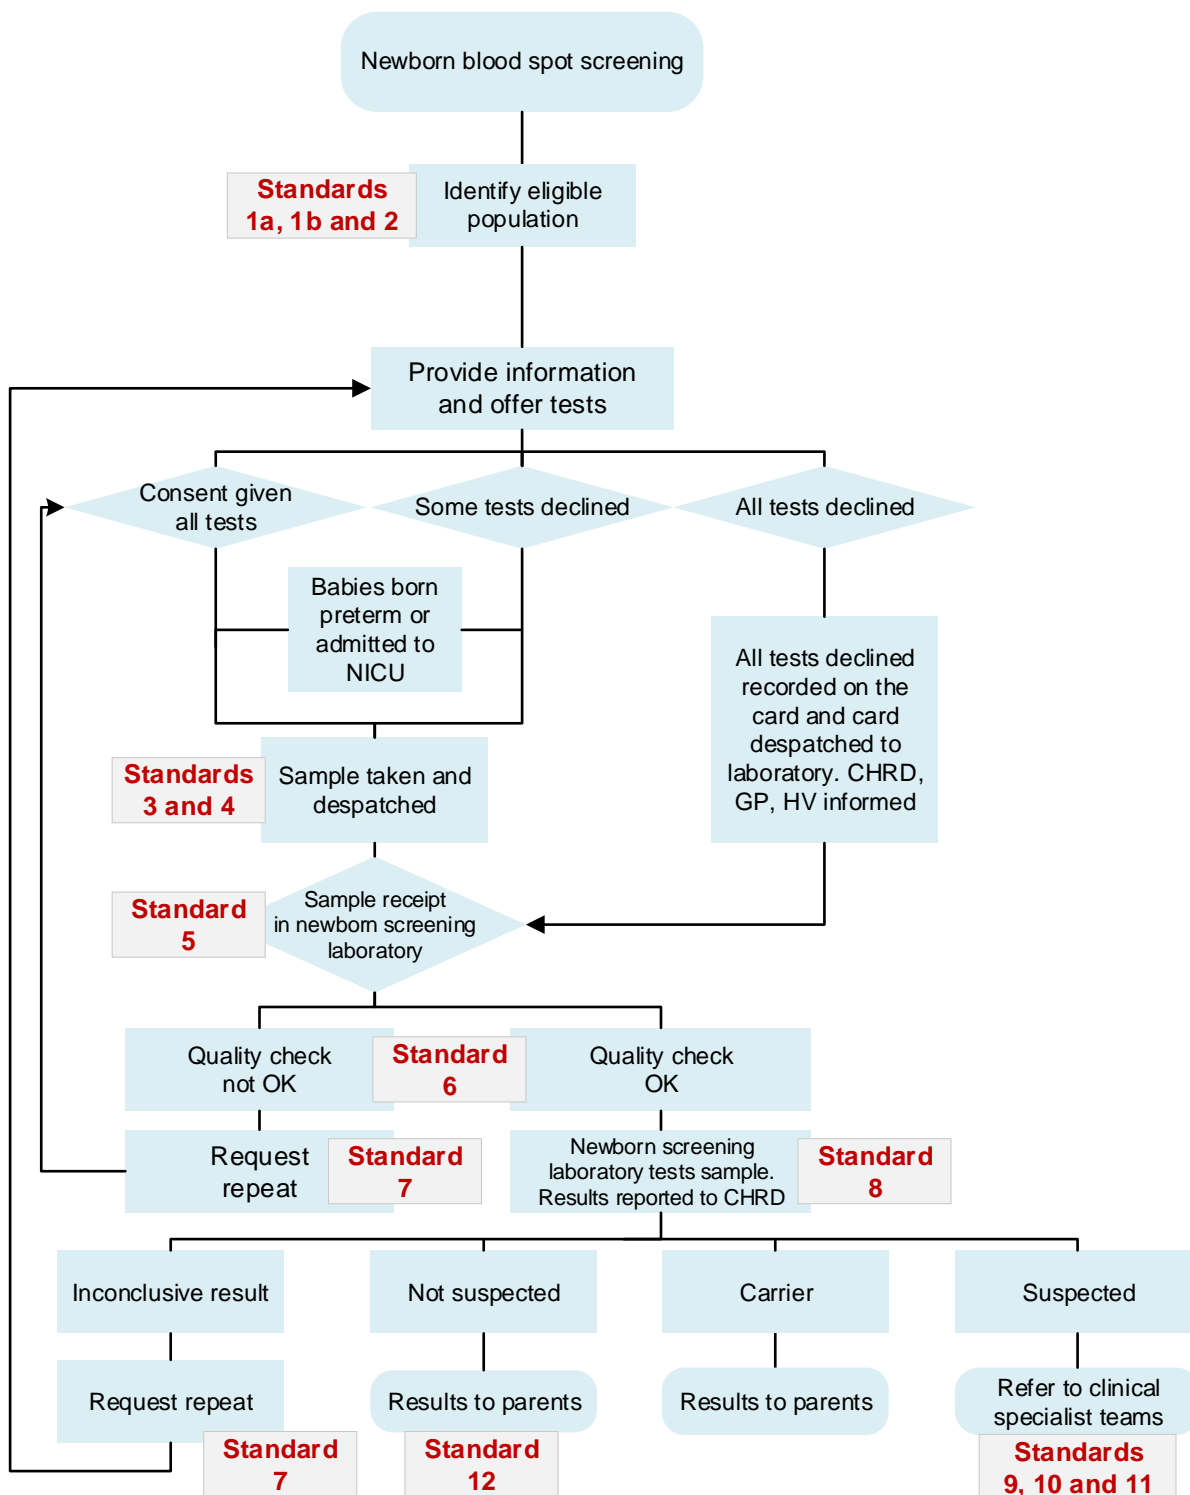 Newborn blood spot screening
Standards
1a, 1b and 2
Identify eligible
population
Provide information
and offer tests
Consent given
all tests
Some tests declined
All tests declined
Babies born
preterm or
admitted to
NICU
All tests declined
recorded on the
card and card
despatched to
laboratory. CHRD,
GP, HV informed
Standards
3 and 4
Sample taken and
despatched
Standard
5
Sample receipt
in newborn screening
laboratory
Quality check
not OK
Standard
6
Quality check
OK
Request
repeat
Standard
7
Newborn screening
laboratory tests sample.
Results reported to CHRD
Standard
8
Inconclusive result
Not suspected
Carrier
Suspected
Request repeat
Results to parents
Results to parents
Refer to clinical
specialist teams
Standard
7
Standard
12
Standards
9, 10 and 11